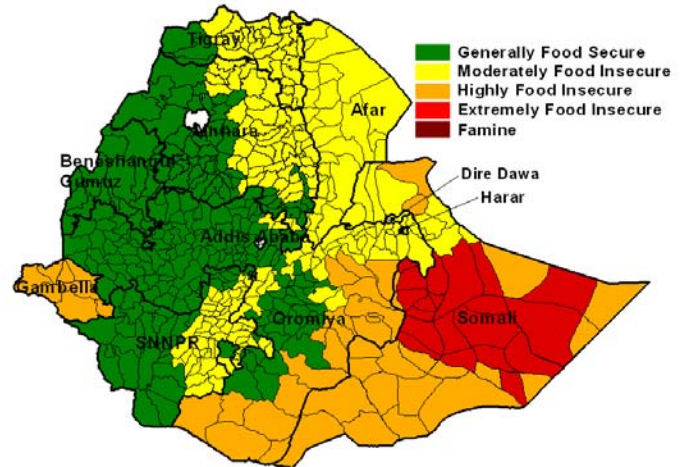 Tigray
Generally Food Secure
Moderately Food Insecure
Highly Food Insecure
Extremely Food Insecure
Famine
Afar
Amhara
Beneshangul
Gumuz
Dire Dawa
Harar
Addis Ababa
Gambella
Oromiya
Somali
SNNPR